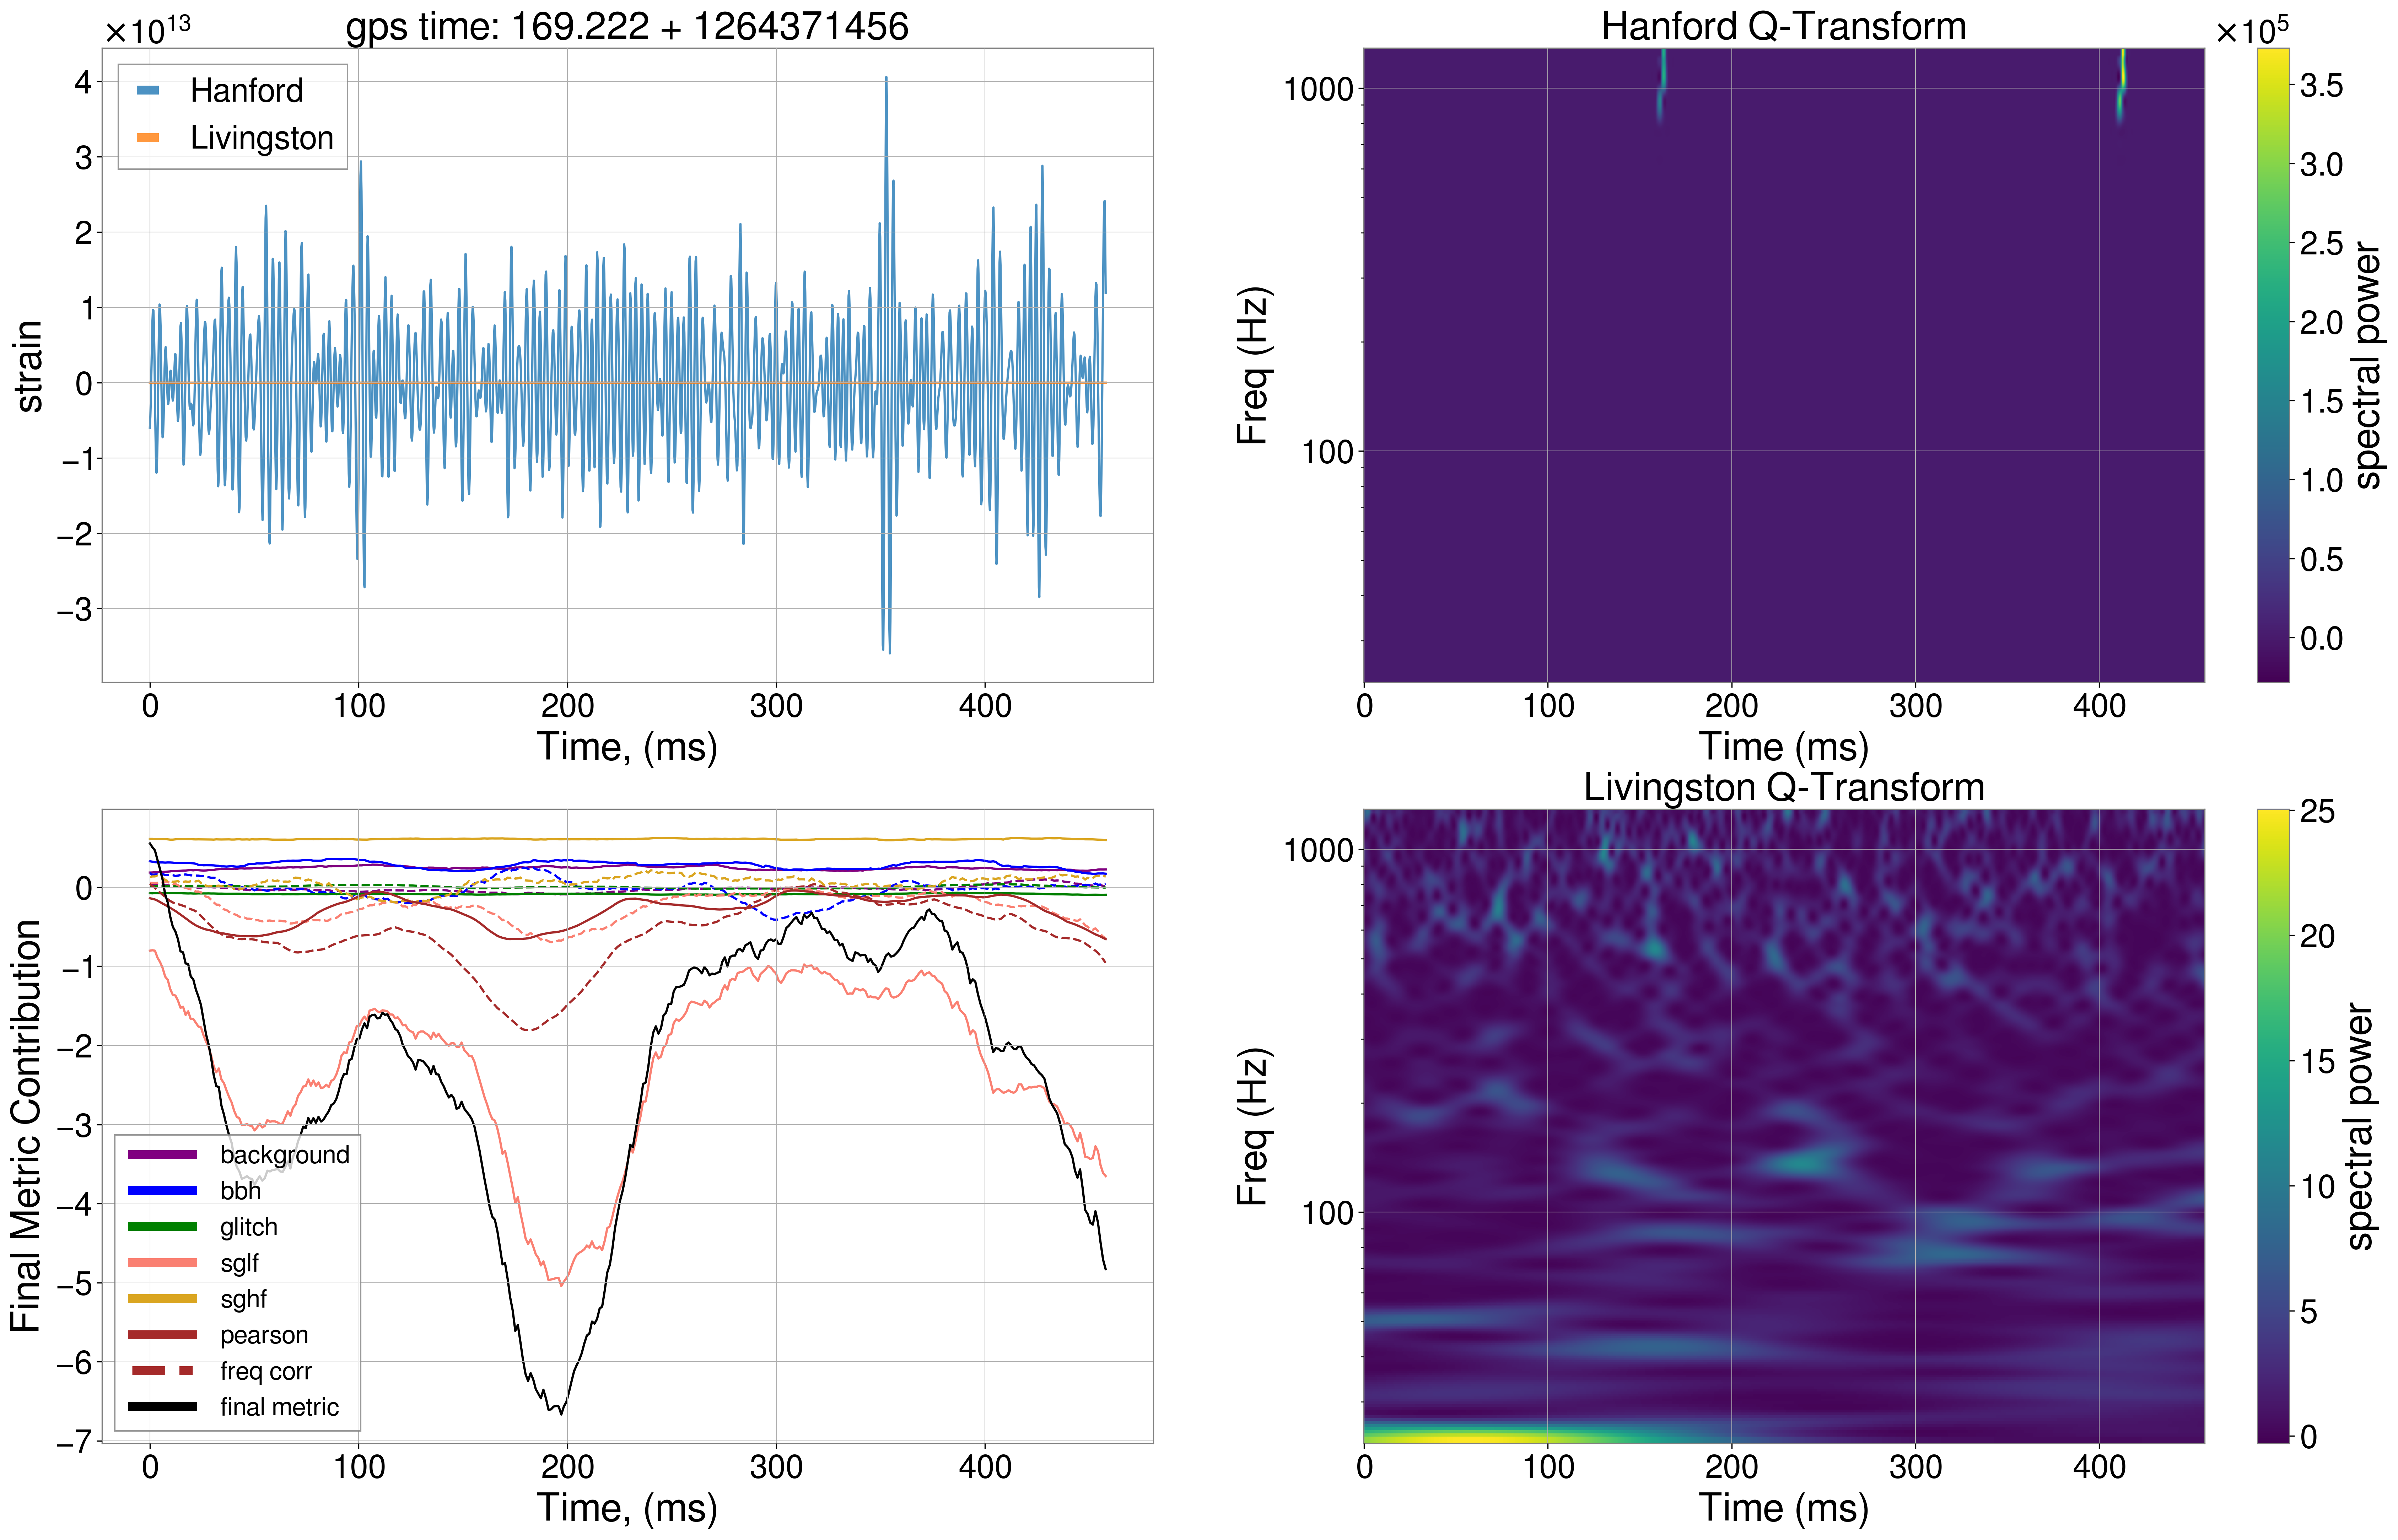 ×10¹³
gps time: 169.222 + 1264371456
Hanford
Livingston
4
3
2
1
0
−1
−2
−3
strain
0 100 200 300 400
Time, (ms)
Hanford Q-Transform
×10⁵
1000
100
Freq (Hz)
0 100 200 300 400
Time (ms)
3.5
3.0
2.5
2.0
1.5
1.0
0.5
0.0
spectral power
0
−1
−2
−3
−4
−5
−6
−7
Final Metric Contribution
background
bbh
glitch
sglf
sghf
pearson
freq corr
final metric
0 100 200 300 400
Time, (ms)
Livingston Q-Transform
1000
100
Freq (Hz)
0 100 200 300 400
Time (ms)
25
20
15
10
5
0
spectral power